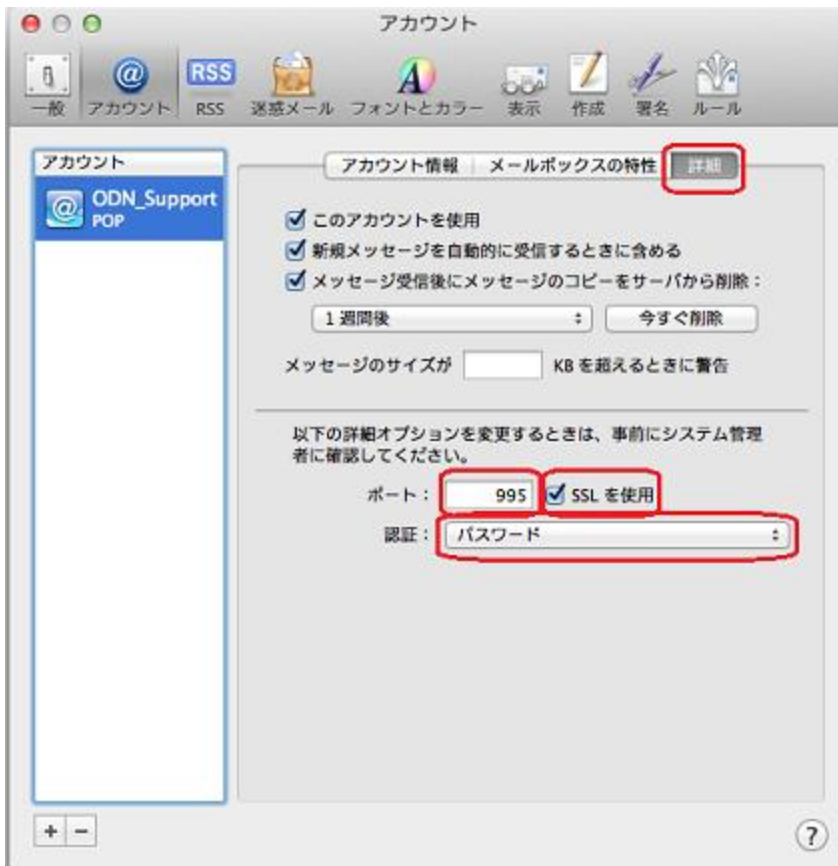 アカウント
RSS
一般 アカウント RSS 迷惑メール フォントとカラー 表示 作成 署名 ルール
アカウント
アカウント情報 メールボックスの特性 詳細
ODN_Support
POP
このアカウントを使用
新規メッセージを自動的に受信するときに含める
メッセージ受信後にメッセージのコピーをサーバから削除：
1 週間後 今すぐ削除
メッセージのサイズが KB を超えるときに警告
以下の詳細オプションを変更するときは、事前にシステム管理
者に確認してください。
ポート： 995 SSL を使用
認証： パスワード
+ − ?